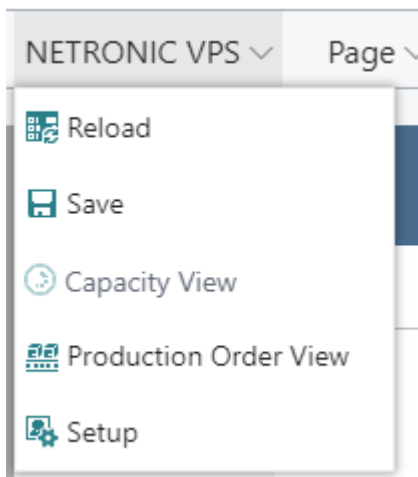 NETRONIC VPS Page
Reload
Save
Capacity View
Production Order View
Setup